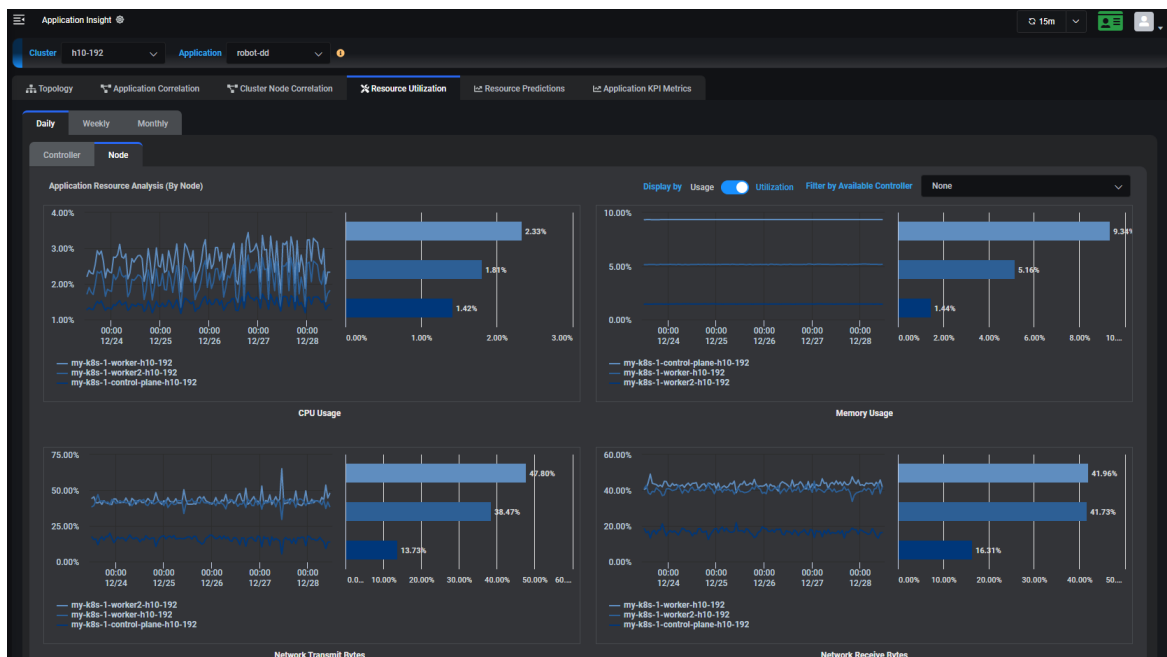 Application Insight
15m
Cluster h10-192 Application robot-dd
Topology Application Correlation Cluster Node Correlation Resource Utilization Resource Predictions Application KPI Metrics
Daily Weekly Monthly
Controller Node
Application Resource Analysis (By Node)
Display by Usage Utilization Filter by Available Controller None
4.00%
3.00%
2.00%
1.00%
00:00 00:00 00:00 00:00 00:00
12/24 12/25 12/26 12/27 12/28
2.33%
1.81%
1.42%
0.00% 1.00% 2.00% 3.00%
my-k8s-1-worker-h10-192
my-k8s-1-worker2-h10-192
my-k8s-1-control-plane-h10-192
CPU Usage
10.00%
5.00%
0.00%
00:00 00:00 00:00 00:00 00:00
12/24 12/25 12/26 12/27 12/28
9.34%
5.16%
1.44%
0.00% 2.00% 4.00% 6.00% 8.00% 10....
my-k8s-1-control-plane-h10-192
my-k8s-1-worker-h10-192
my-k8s-1-worker2-h10-192
Memory Usage
75.00%
50.00%
25.00%
0.00%
00:00 00:00 00:00 00:00 00:00
12/24 12/25 12/26 12/27 12/28
47.80%
38.47%
13.73%
0.0... 10.00% 20.00% 30.00% 40.00% 50.00% 60....
my-k8s-1-worker2-h10-192
my-k8s-1-worker-h10-192
my-k8s-1-control-plane-h10-192
Network Transmit Bytes
60.00%
40.00%
20.00%
0.00%
00:00 00:00 00:00 00:00 00:00
12/24 12/25 12/26 12/27 12/28
41.96%
41.73%
16.31%
0.00% 10.00% 20.00% 30.00% 40.00% 50....
my-k8s-1-worker-h10-192
my-k8s-1-worker2-h10-192
my-k8s-1-control-plane-h10-192
Network Receive Bytes